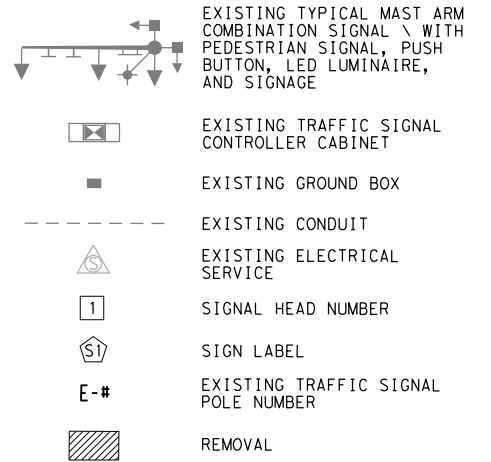 EXISTING TYPICAL MAST ARM
COMBINATION SIGNAL \ WITH
PEDESTRIAN SIGNAL, PUSH
BUTTON, LED LUMINAIRE,
AND SIGNAGE
EXISTING TRAFFIC SIGNAL
CONTROLLER CABINET
EXISTING GROUND BOX
EXISTING CONDUIT
S
EXISTING ELECTRICAL
SERVICE
1
SIGNAL HEAD NUMBER
S1
SIGN LABEL
E-#
EXISTING TRAFFIC SIGNAL
POLE NUMBER
REMOVAL